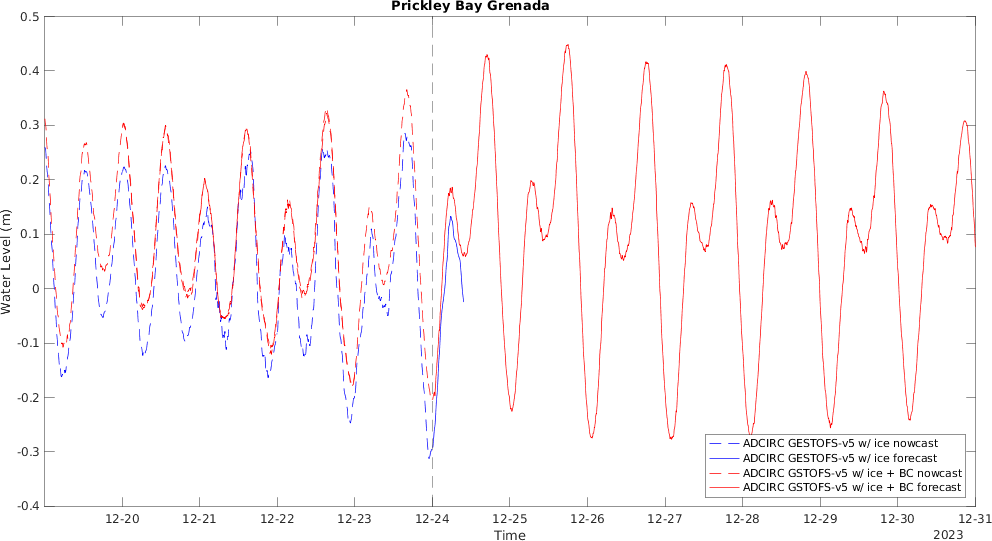 Prickley Bay Grenada
0.5
0.4
0.3
0.2
0.1
0
-0.1
-0.2
-0.3
-0.4
Water Level (m)
ADCIRC GESTOFS-v5 w/ ice nowcast
ADCIRC GESTOFS-v5 w/ ice forecast
ADCIRC GSTOFS-v5 w/ ice + BC nowcast
ADCIRC GSTOFS-v5 w/ ice + BC forecast
12-20 12-21 12-22 12-23 12-24 12-25 12-26 12-27 12-28 12-29 12-30 12-31
Time
2023